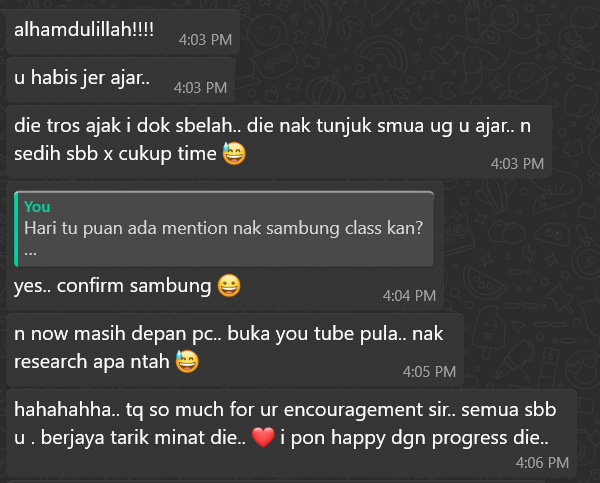 alhamdulillah!!!!
4:03 PM
u habis jer ajar..
4:03 PM
die tros ajak i dok sbelah.. die nak tunjuk smua ug u ajar.. n
sedih sbb x cukup time 😅
4:03 PM
You
Hari tu puan ada mention nak sambung class kan?
...
yes.. confirm sambung 😀
4:04 PM
n now masih depan pc.. buka you tube pula.. nak
research apa ntah 😅
4:05 PM
hahahahha.. tq so much for ur encouragement sir.. semua sbb
u . berjaya tarik minat die.. ❤️ i pon happy dgn progress die..
4:06 PM